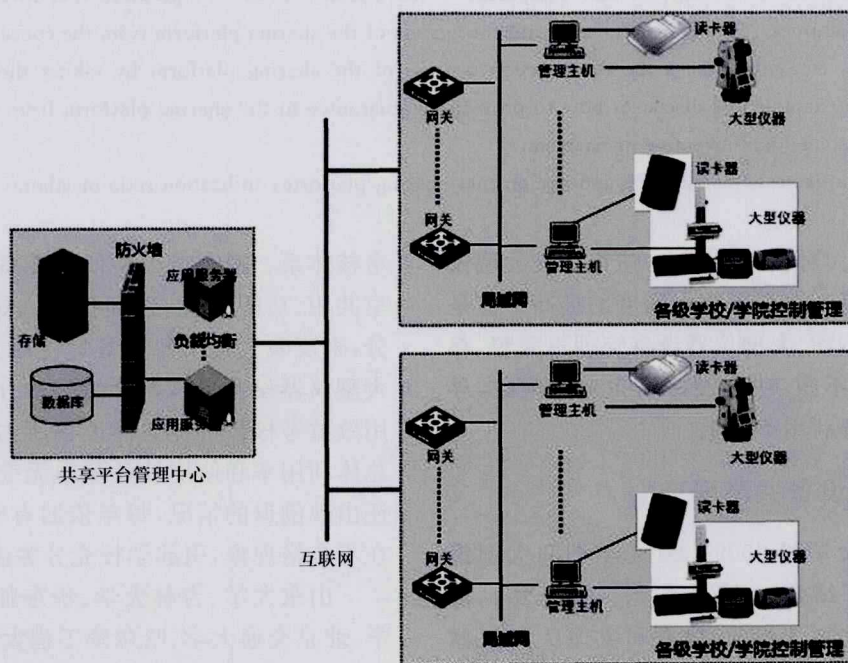 读卡器
管理主机
大型仪器
网关
读卡器
网关
大型仪器
管理主机
局域网
各级学校/学院控制管理
防火墙
应用服务器
存储
负载均衡
数据库
应用服务器
共享平台管理中心
互联网
读卡器
管理主机
网关
大型仪器
读卡器
大型仪器
网关
管理主机
局域网
各级学校/学院控制管理